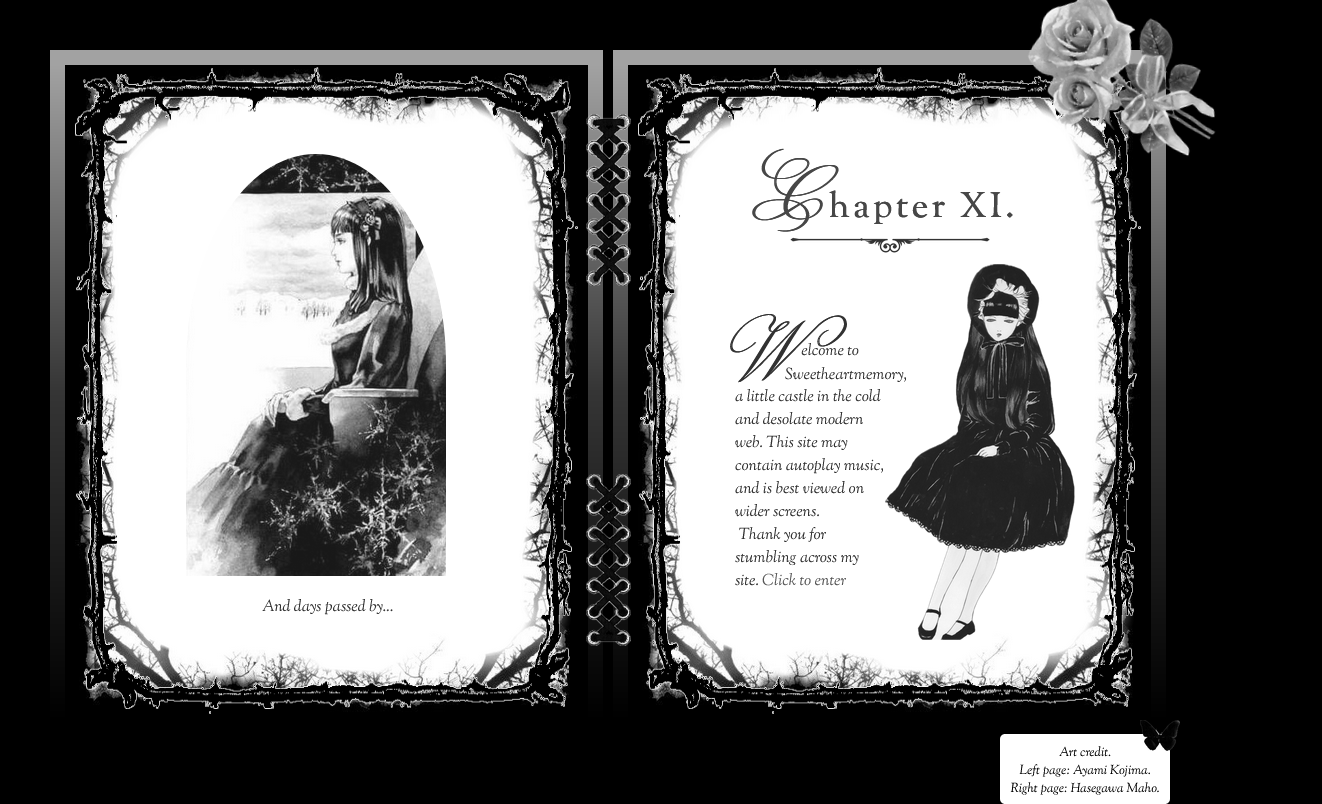 And days passed by...
Chapter XI.
Welcome to
Sweetheartmemory,
a little castle in the cold
and desolate modern
web. This site may
contain autoplay music,
and is best viewed on
wider screens.
Thank you for
stumbling across my
site. Click to enter
Art credit.
Left page: Ayami Kojima.
Right page: Hasegawa Maho.